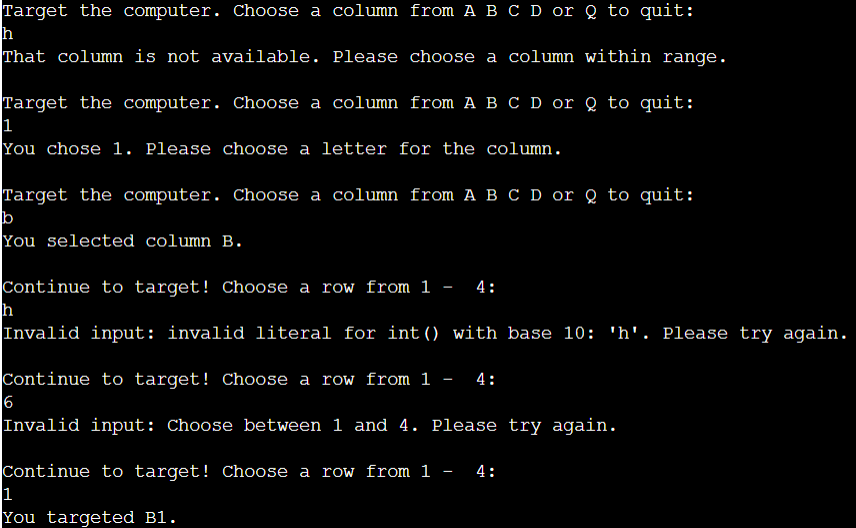 Target the computer. Choose a column from A B C D or Q to quit:
h
That column is not available. Please choose a column within range.
Target the computer. Choose a column from A B C D or Q to quit:
1
You chose 1. Please choose a letter for the column.
Target the computer. Choose a column from A B C D or Q to quit:
b
You selected column B.
Continue to target! Choose a row from 1 -  4:
h
Invalid input: invalid literal for int() with base 10: 'h'. Please try again.
Continue to target! Choose a row from 1 -  4:
6
Invalid input: Choose between 1 and 4. Please try again.
Continue to target! Choose a row from 1 -  4:
1
You targeted B1.